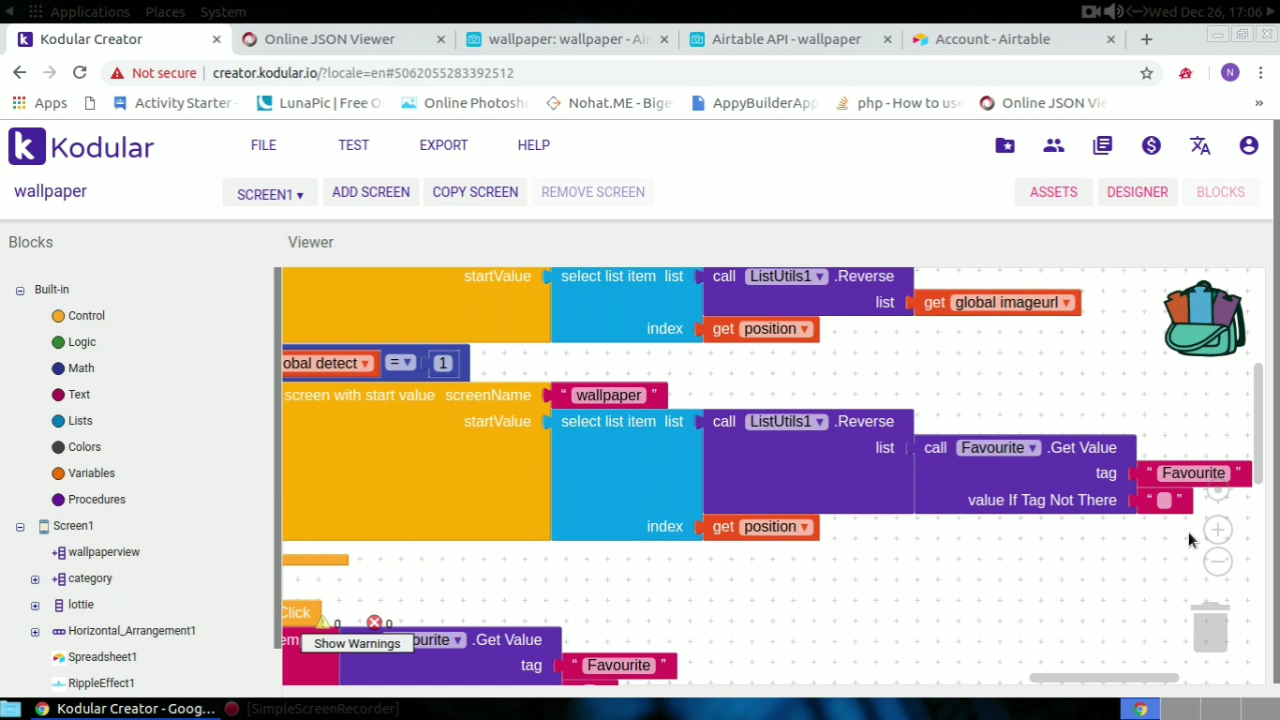 Applications Places System Wed Dec 26, 17:06
Kodular Creator Online JSON Viewer wallpaper: wallpaper - Air Airtable API - wallpaper Account - Airtable
Not secure creator.kodular.io/?locale=en#5062055283392512 N
Apps Activity Starter - LunaPic | Free O Online Photosh Nohat.ME - Bige AppyBuilderAp php - How to use Online JSON Vie »
k Kodular FILE TEST EXPORT HELP
wallpaper SCREEN1 ADD SCREEN COPY SCREEN REMOVE SCREEN ASSETS DESIGNER BLOCKS
Blocks Viewer
startValue select list item list call ListUtils1 .Reverse
list get global imageurl
index get position
obal detect = 1
screen with start value screenName “ wallpaper ”
startValue select list item list call ListUtils1 .Reverse
list call Favourite .Get Value
tag “ Favourite ”
value If Tag Not There “ ”
index get position
Click
0 0
Show Warnings
em ourite .Get Value
tag “ Favourite ”
Built-in
Control
Logic
Math
Text
Lists
Colors
Variables
Procedures
Screen1
wallpaperview
category
lottie
Horizontal_Arrangement1
Spreadsheet1
RippleEffect1
Kodular Creator - Goog... [SimpleScreenRecorder]